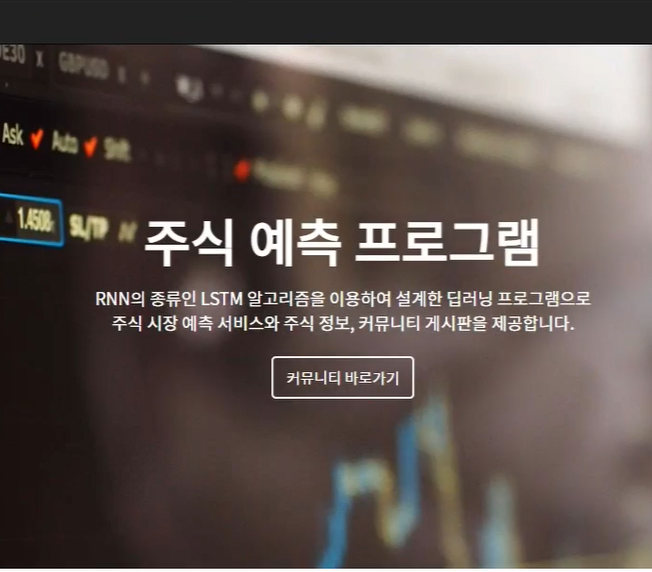 GBPUSD
Ask Auto Shift
1.4508 SL/TP
주식 예측 프로그램
RNN의 종류인 LSTM 알고리즘을 이용하여 설계한 딥러닝 프로그램으로
주식 시장 예측 서비스와 주식 정보, 커뮤니티 게시판을 제공합니다.
커뮤니티 바로가기